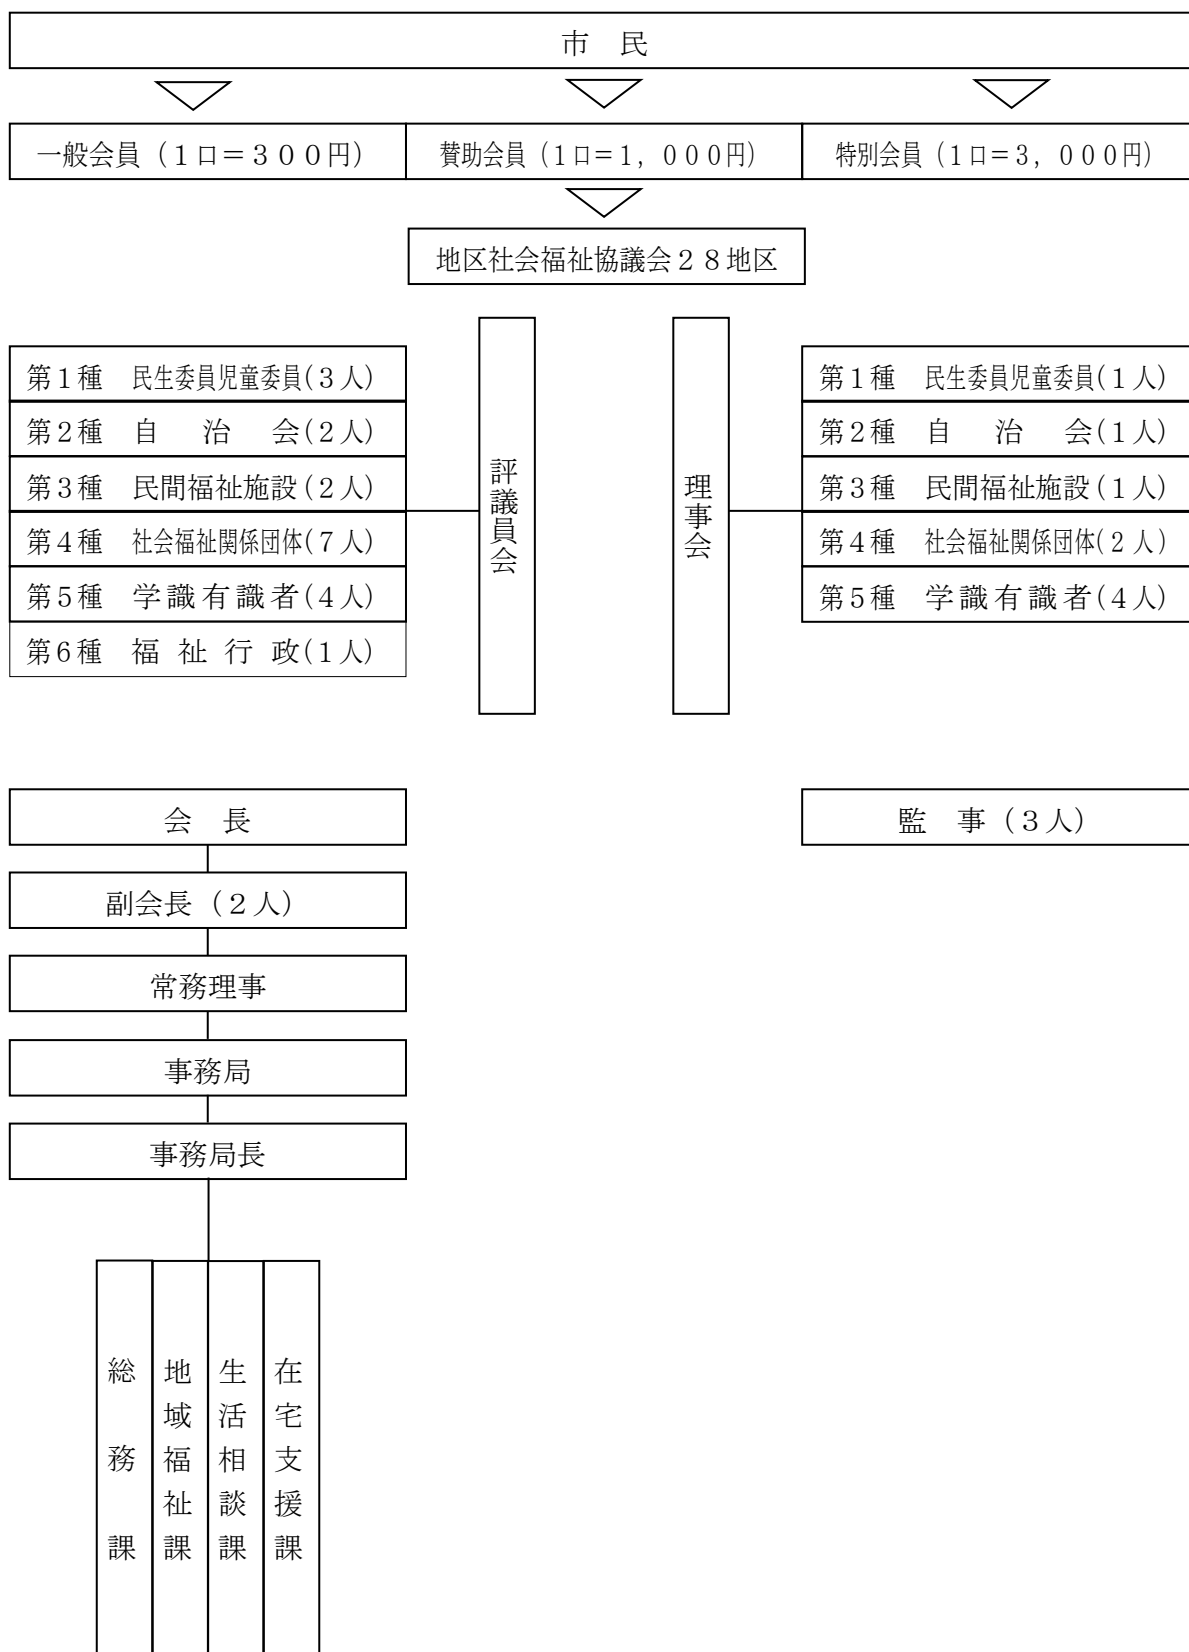 市　民
一般会員（１口＝３００円）
賛助会員（１口＝１，０００円）
特別会員（１口＝３，０００円）
地区社会福祉協議会２８地区
第１種　民生委員児童委員(３人)
第２種　自　治　会(２人)
第３種　民間福祉施設(２人)
第４種　社会福祉関係団体(７人)
第５種　学識有識者(４人)
第６種　福祉行政(１人)
評議員会
理事会
第１種　民生委員児童委員(１人)
第２種　自　治　会(１人)
第３種　民間福祉施設(１人)
第４種　社会福祉関係団体(２人)
第５種　学識有識者(４人)
会　長
監　事（３人）
副会長（２人）
常務理事
事務局
事務局長
総務課
地域福祉課
生活相談課
在宅支援課